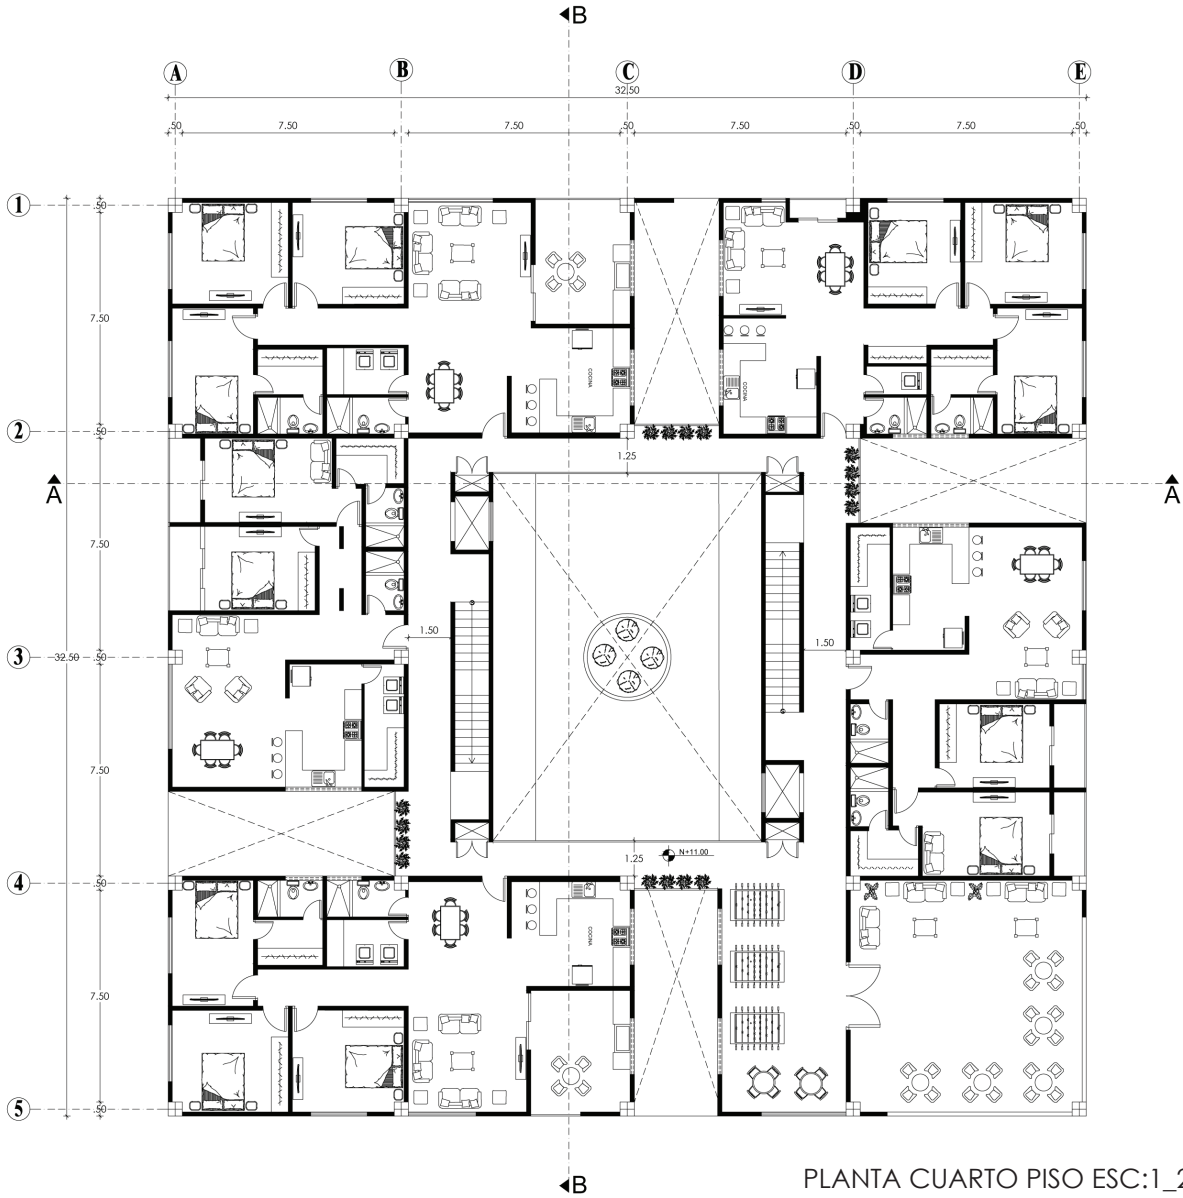 B
A B C D E
32.50
.50 7.50 7.50 .50 7.50 .50 7.50 .50
1
.50
7.50
COCINA
COCINA
2
.50
1.25
A A
7.50
1.50 1.50
3
32.50 .50
7.50
N+11.00
1.25
4
.50
COCINA
7.50
5
.50
B
PLANTA CUARTO PISO ESC:1_2